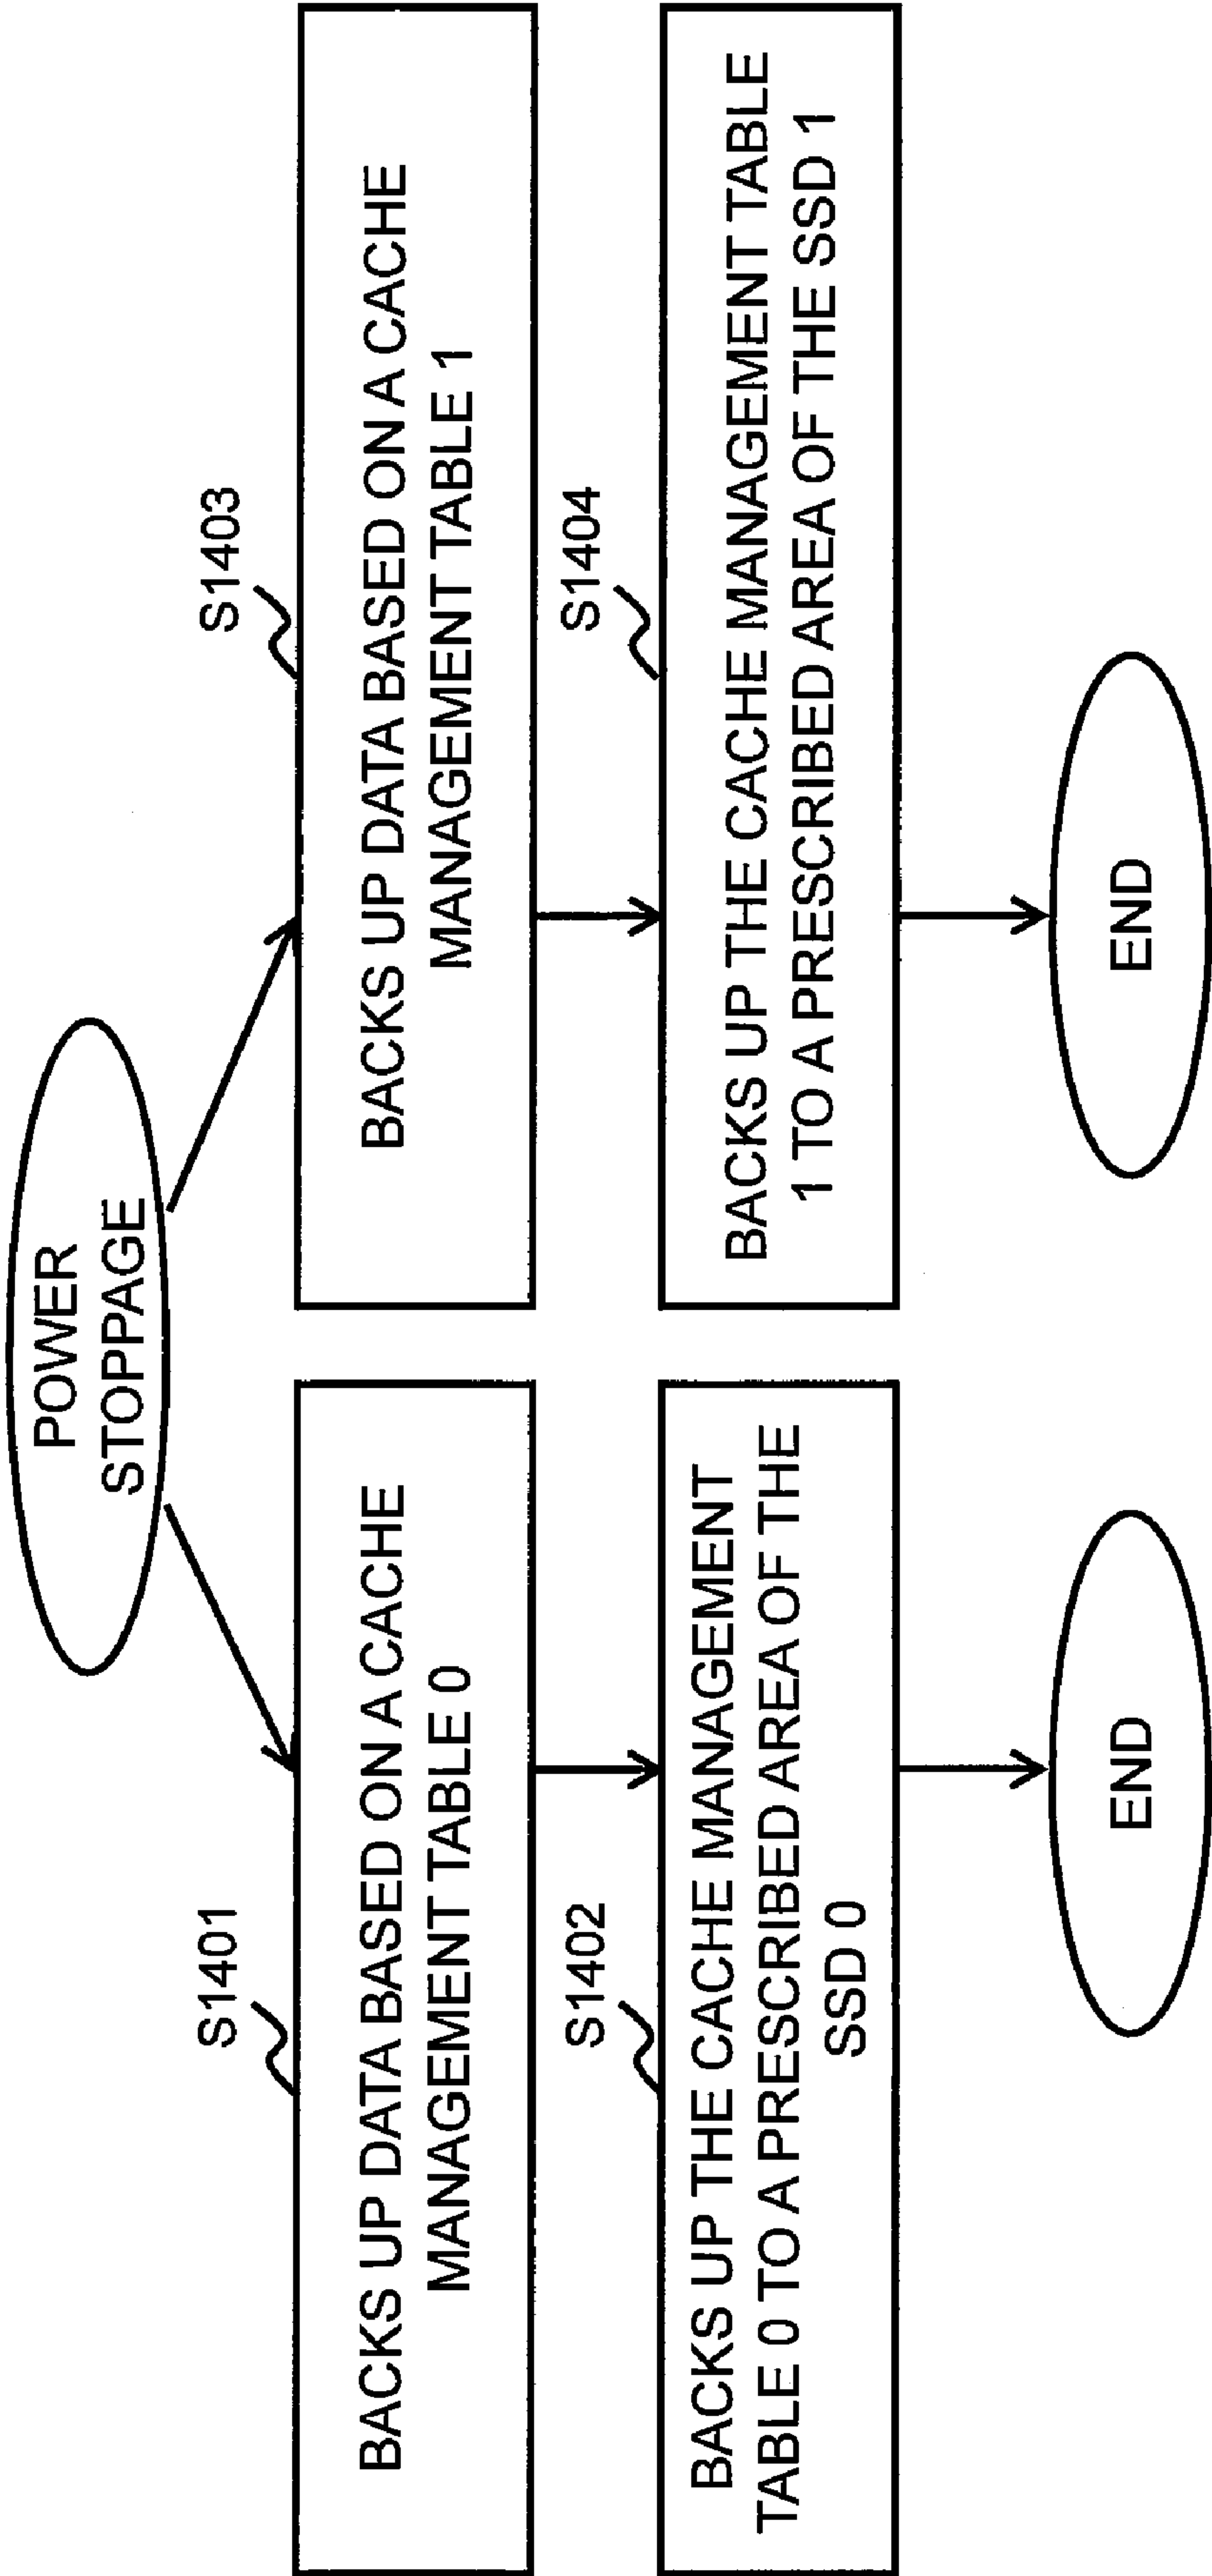 POWER
STOPPAGE
S1401
BACKS UP DATA BASED ON A CACHE
MANAGEMENT TABLE 0
S1402
BACKS UP THE CACHE MANAGEMENT
TABLE 0 TO A PRESCRIBED AREA OF THE
SSD 0
END
S1403
BACKS UP DATA BASED ON A CACHE
MANAGEMENT TABLE 1
S1404
BACKS UP THE CACHE MANAGEMENT TABLE
1 TO A PRESCRIBED AREA OF THE SSD 1
END